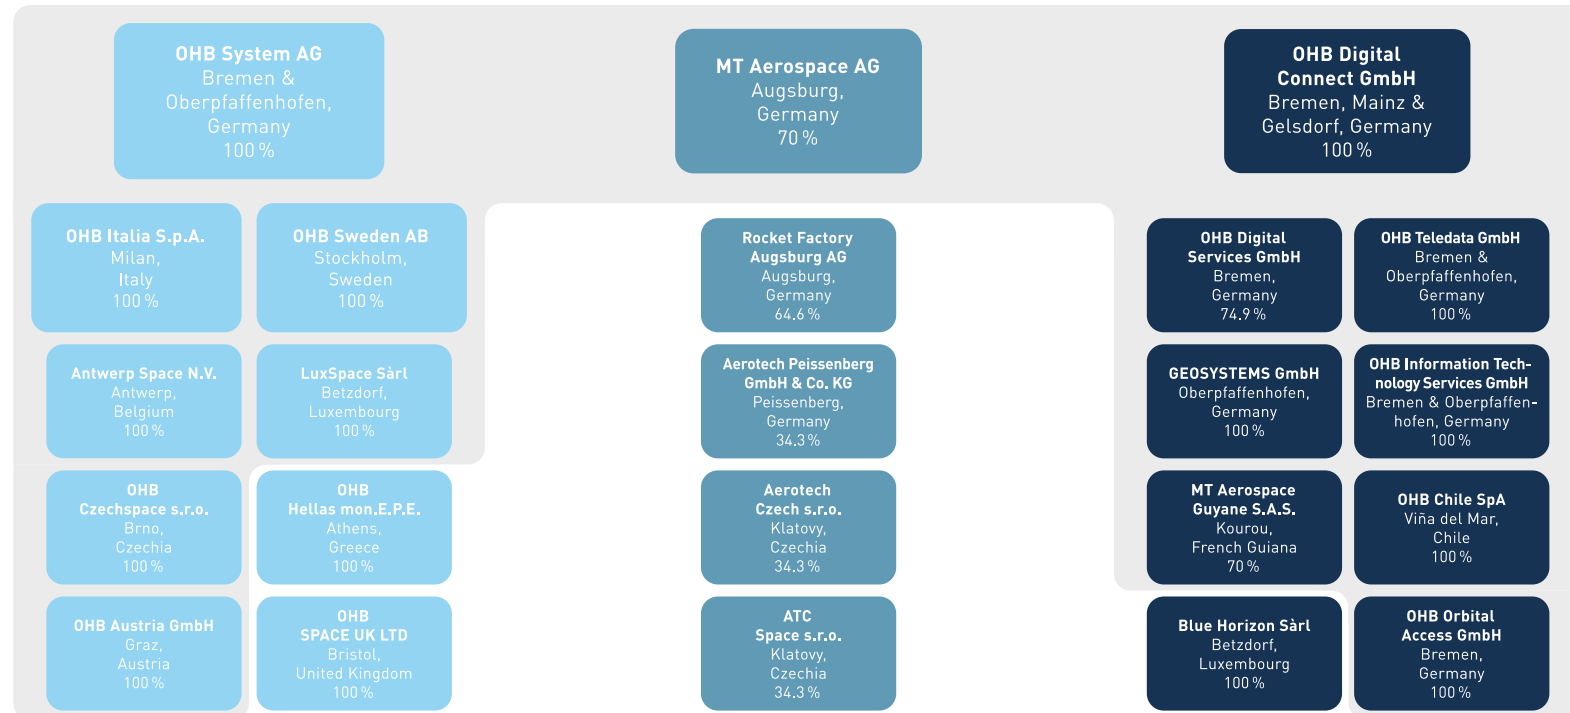 OHB System AG
Bremen &
Oberpfaffenhofen,
Germany
100 %
MT Aerospace AG
Augsburg,
Germany
70 %
OHB Digital
Connect GmbH
Bremen, Mainz &
Gelsdorf, Germany
100 %
OHB Italia S.p.A.
Milan,
Italy
100 %
OHB Sweden AB
Stockholm,
Sweden
100 %
Rocket Factory
Augsburg AG
Augsburg,
Germany
64.6 %
OHB Digital
Services GmbH
Bremen,
Germany
74.9 %
OHB Teledata GmbH
Bremen &
Oberpfaffenhofen,
Germany
100 %
Antwerp Space N.V.
Antwerp,
Belgium
100 %
LuxSpace Sàrl
Betzdorf,
Luxembourg
100 %
Aerotech Peissenberg
GmbH & Co. KG
Peissenberg,
Germany
34.3 %
GEOSYSTEMS GmbH
Oberpfaffenhofen,
Germany
100 %
OHB Information Tech-
nology Services GmbH
Bremen & Oberpfaffen-
hofen, Germany
100 %
OHB
Czechspace s.r.o.
Brno,
Czechia
100 %
OHB
Hellas mon.E.P.E.
Athens,
Greece
100 %
Aerotech
Czech s.r.o.
Klatovy,
Czechia
34.3 %
MT Aerospace
Guyane S.A.S.
Kourou,
French Guiana
70 %
OHB Chile SpA
Viña del Mar,
Chile
100 %
OHB Austria GmbH
Graz,
Austria
100 %
OHB
SPACE UK LTD
Bristol,
United Kingdom
100 %
ATC
Space s.r.o.
Klatovy,
Czechia
34.3 %
Blue Horizon Sàrl
Betzdorf,
Luxembourg
100 %
OHB Orbital
Access GmbH
Bremen,
Germany
100 %